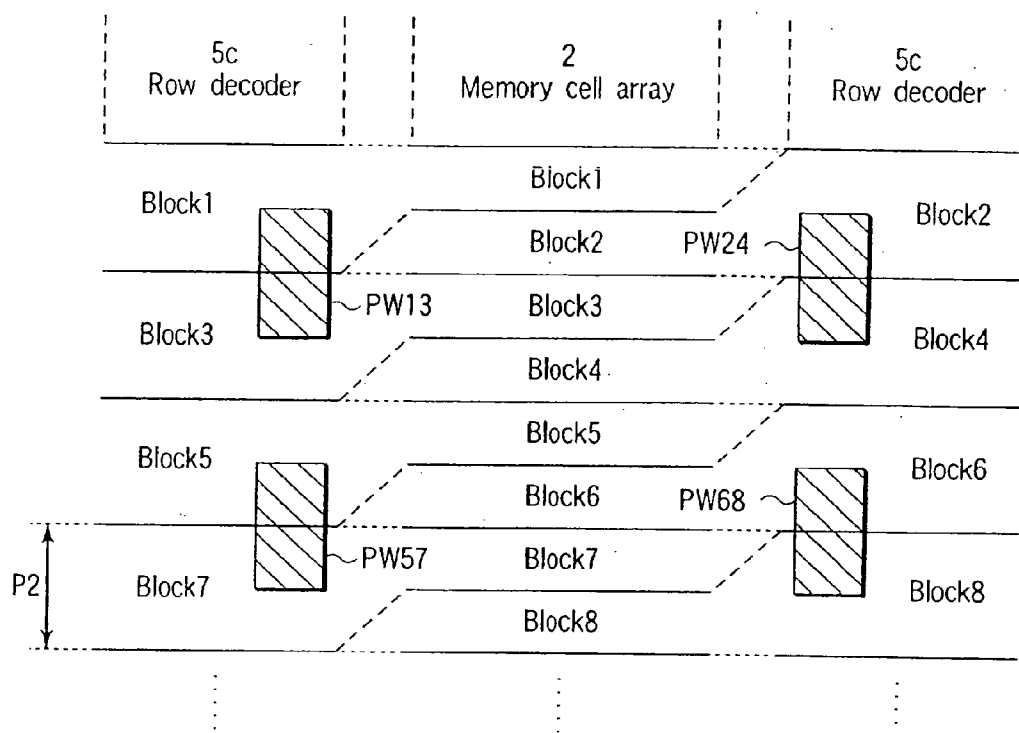 5c
Row decoder
2
Memory cell array
5c
Row decoder
Block1
Block1
Block2
Block2
PW24
PW13
Block3
Block3
Block4
Block4
Block5
Block5
Block6
Block6
PW68
PW57
P2
Block7
Block7
Block8
Block8